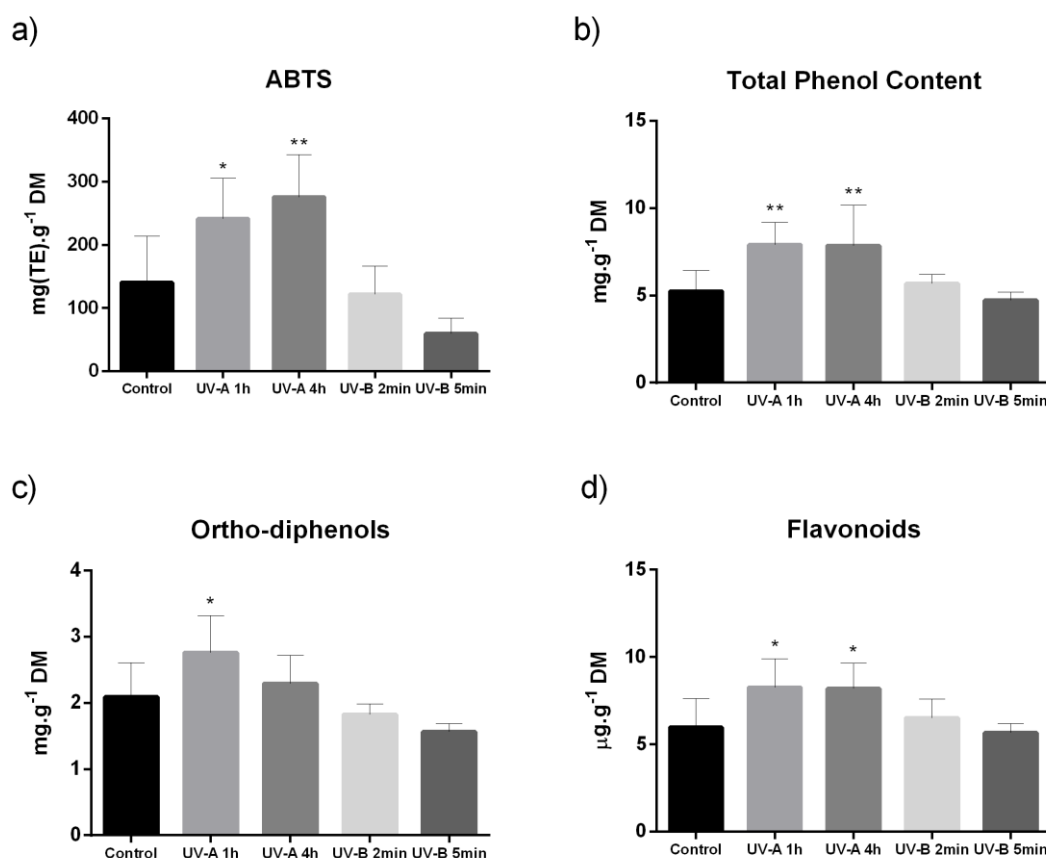 a)
ABTS
mg(TE).g⁻¹ DM
400
300
200
100
0
* **
Control UV-A 1h UV-A 4h UV-B 2min UV-B 5min
b)
Total Phenol Content
mg.g⁻¹ DM
15
10
5
0
** **
Control UV-A 1h UV-A 4h UV-B 2min UV-B 5min
c)
Ortho-diphenols
mg.g⁻¹ DM
4
3
2
1
0
*
Control UV-A 1h UV-A 4h UV-B 2min UV-B 5min
d)
Flavonoids
µg.g⁻¹ DM
15
10
5
0
* *
Control UV-A 1h UV-A 4h UV-B 2min UV-B 5min